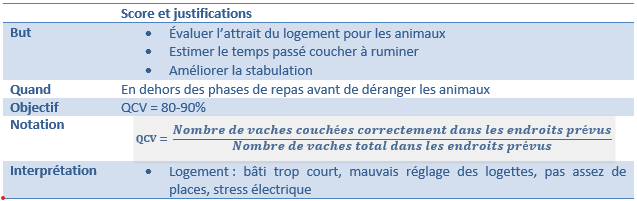 Score et justifications
But
• Évaluer l'attrait du logement pour les animaux
• Estimer le temps passé coucher à ruminer
• Améliorer la stabulation
Quand En dehors des phases de repas avant de déranger les animaux
Objectif QCV = 80-90%
Notation
QCV = Nombre de vaches couchées correctement dans les endroits prévus
Nombre de vaches total dans les endroits prévus
Interprétation • Logement : bâti trop court, mauvais réglage des logettes, pas assez de
places, stress électrique